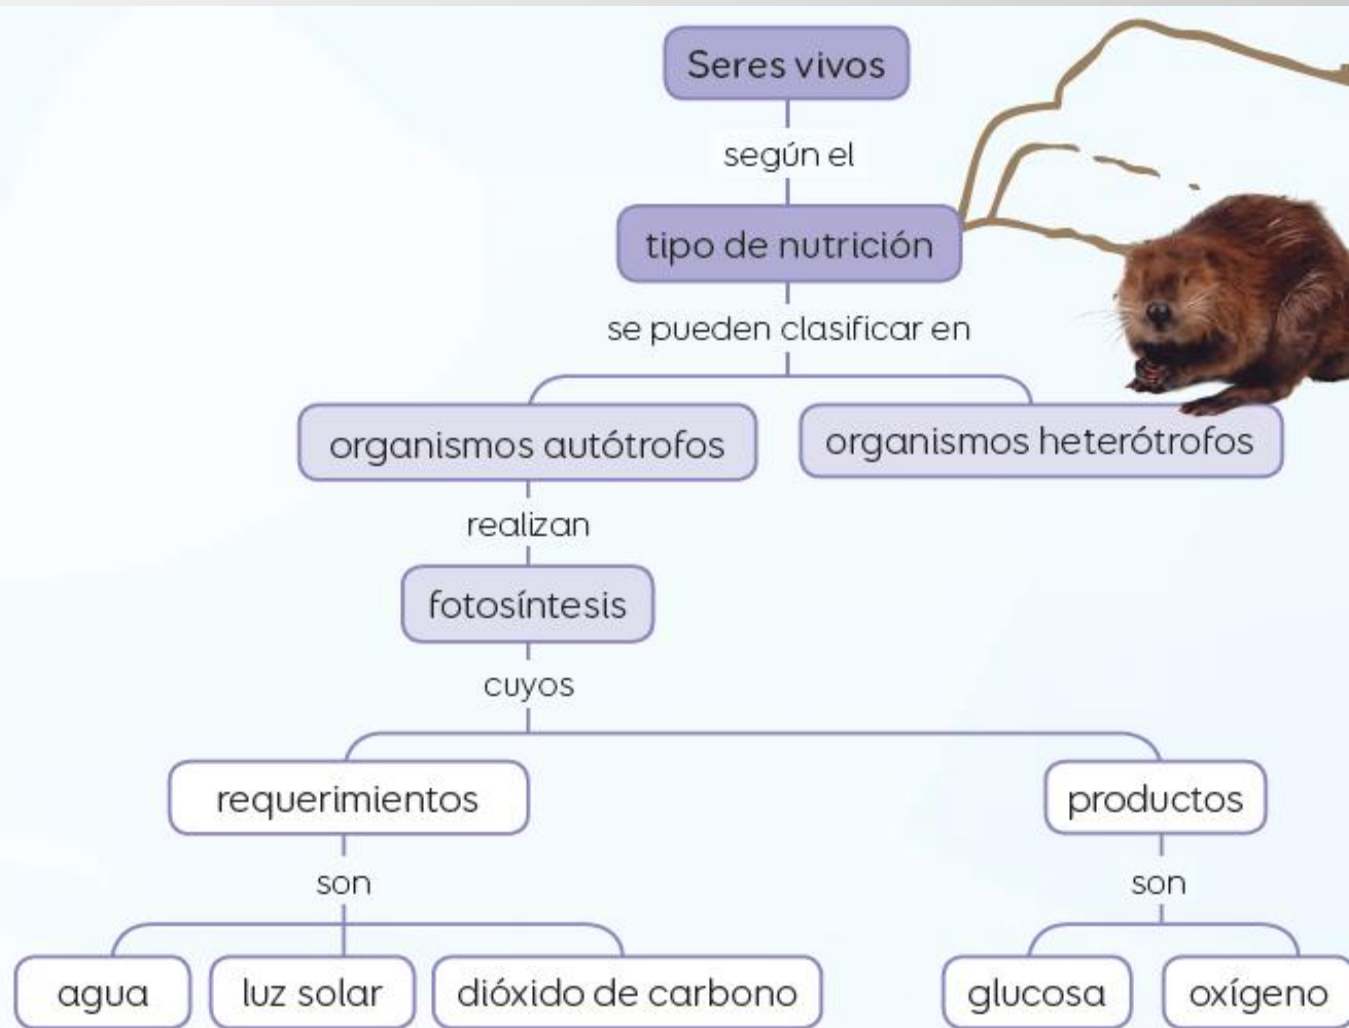 Seres vivos
según el
tipo de nutrición
se pueden clasificar en
organismos autótrofos
organismos heterótrofos
realizan
fotosíntesis
cuyos
requerimientos
productos
son
son
agua
luz solar
dióxido de carbono
glucosa
oxígeno